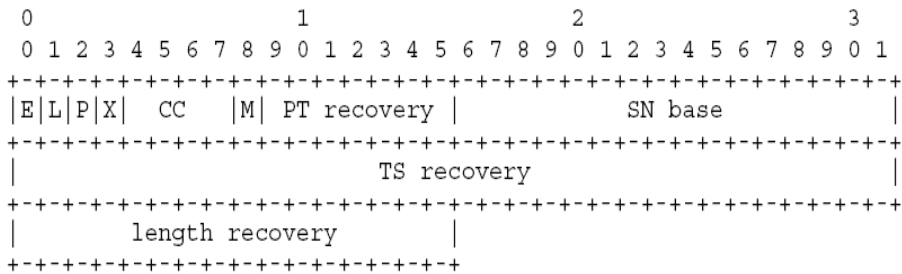 0                   1                   2                   3
 0 1 2 3 4 5 6 7 8 9 0 1 2 3 4 5 6 7 8 9 0 1 2 3 4 5 6 7 8 9 0 1
+-+-+-+-+-+-+-+-+-+-+-+-+-+-+-+-+-+-+-+-+-+-+-+-+-+-+-+-+-+-+-+-+
|E|L|P|X|  CC   |M| PT recovery |            SN base            |
+-+-+-+-+-+-+-+-+-+-+-+-+-+-+-+-+-+-+-+-+-+-+-+-+-+-+-+-+-+-+-+-+
|                          TS recovery                          |
+-+-+-+-+-+-+-+-+-+-+-+-+-+-+-+-+-+-+-+-+-+-+-+-+-+-+-+-+-+-+-+-+
|        length recovery        |
+-+-+-+-+-+-+-+-+-+-+-+-+-+-+-+-+